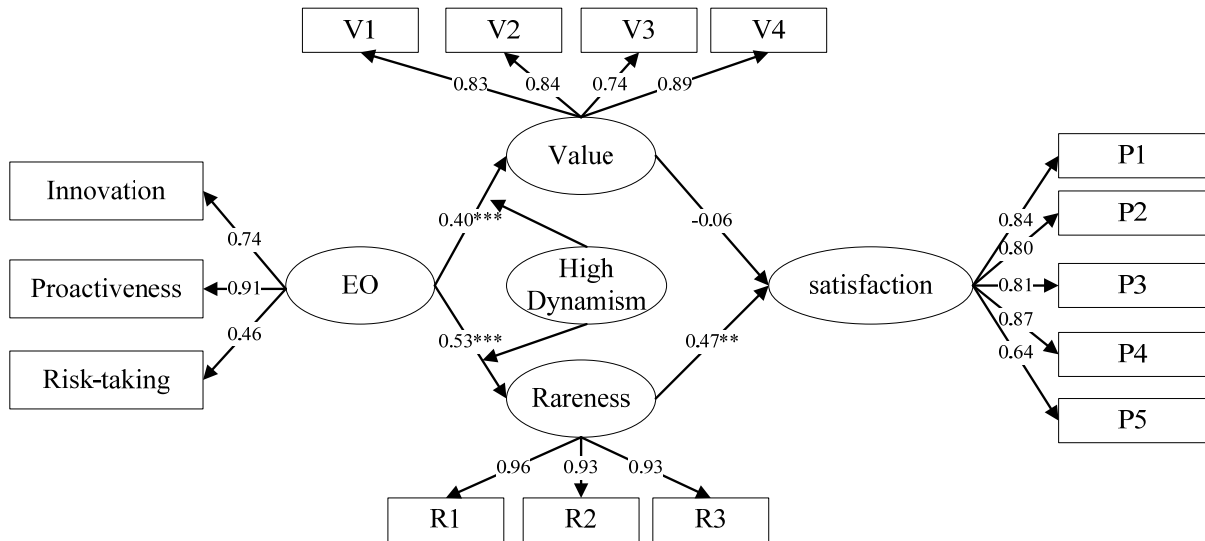 V1
V2
V3
V4
0.83
0.84
0.74
0.89
Value
P1
Innovation
0.84
P2
0.40***
-0.06
0.80
0.74
High
Dynamism
Proactiveness
0.91
EO
satisfaction
0.81
P3
0.46
0.53***
0.47**
0.87
P4
0.64
Risk-taking
Rareness
P5
0.96
0.93
0.93
R1
R2
R3